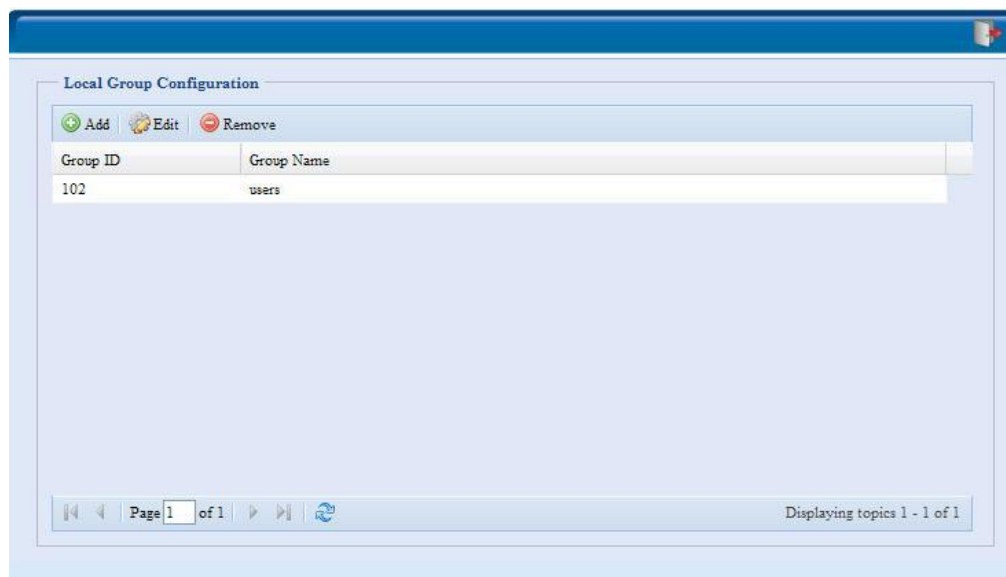 Local Group Configuration
Add Edit Remove
Group ID Group Name
102 users
Page 1 of 1 Displaying topics 1 - 1 of 1